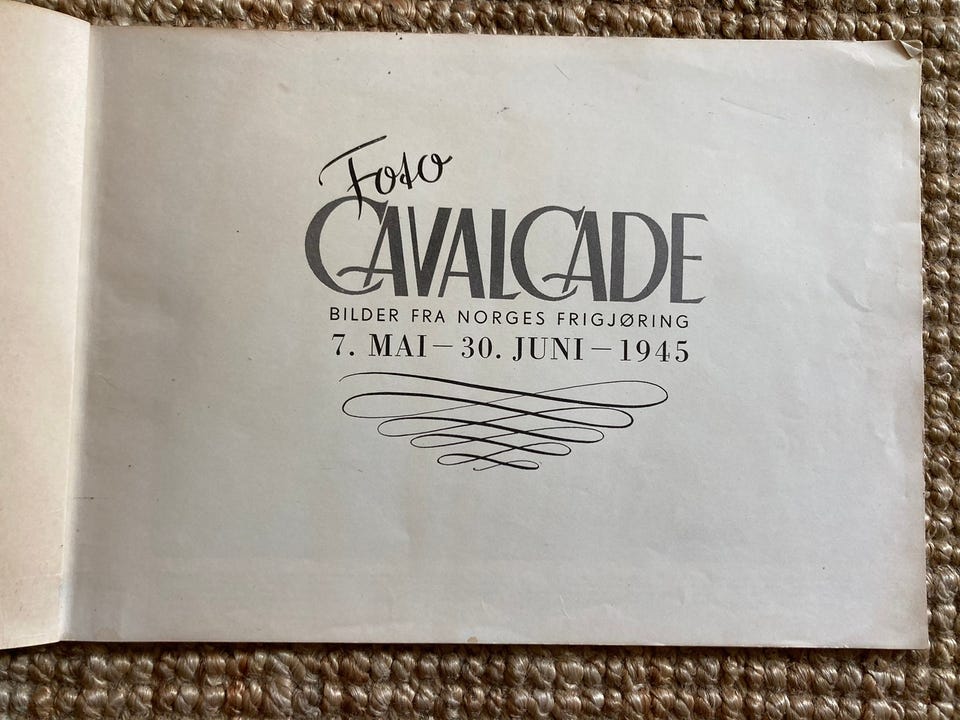 Foto
CAVALCADE
BILDER FRA NORGES FRIGJØRING
7. MAI — 30. JUNI — 1945